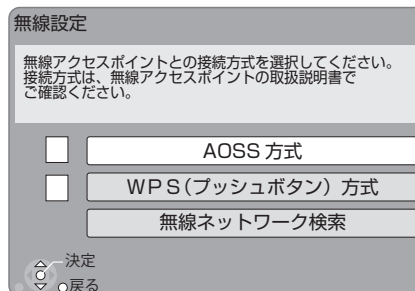 無線設定
無線アクセスポイントとの接続方式を選択してください。
接続方式は、無線アクセスポイントの取扱説明書で
ご確認ください。
AOSS 方式
WPS(プッシュボタン) 方式
無線ネットワーク検索
決定
戻る